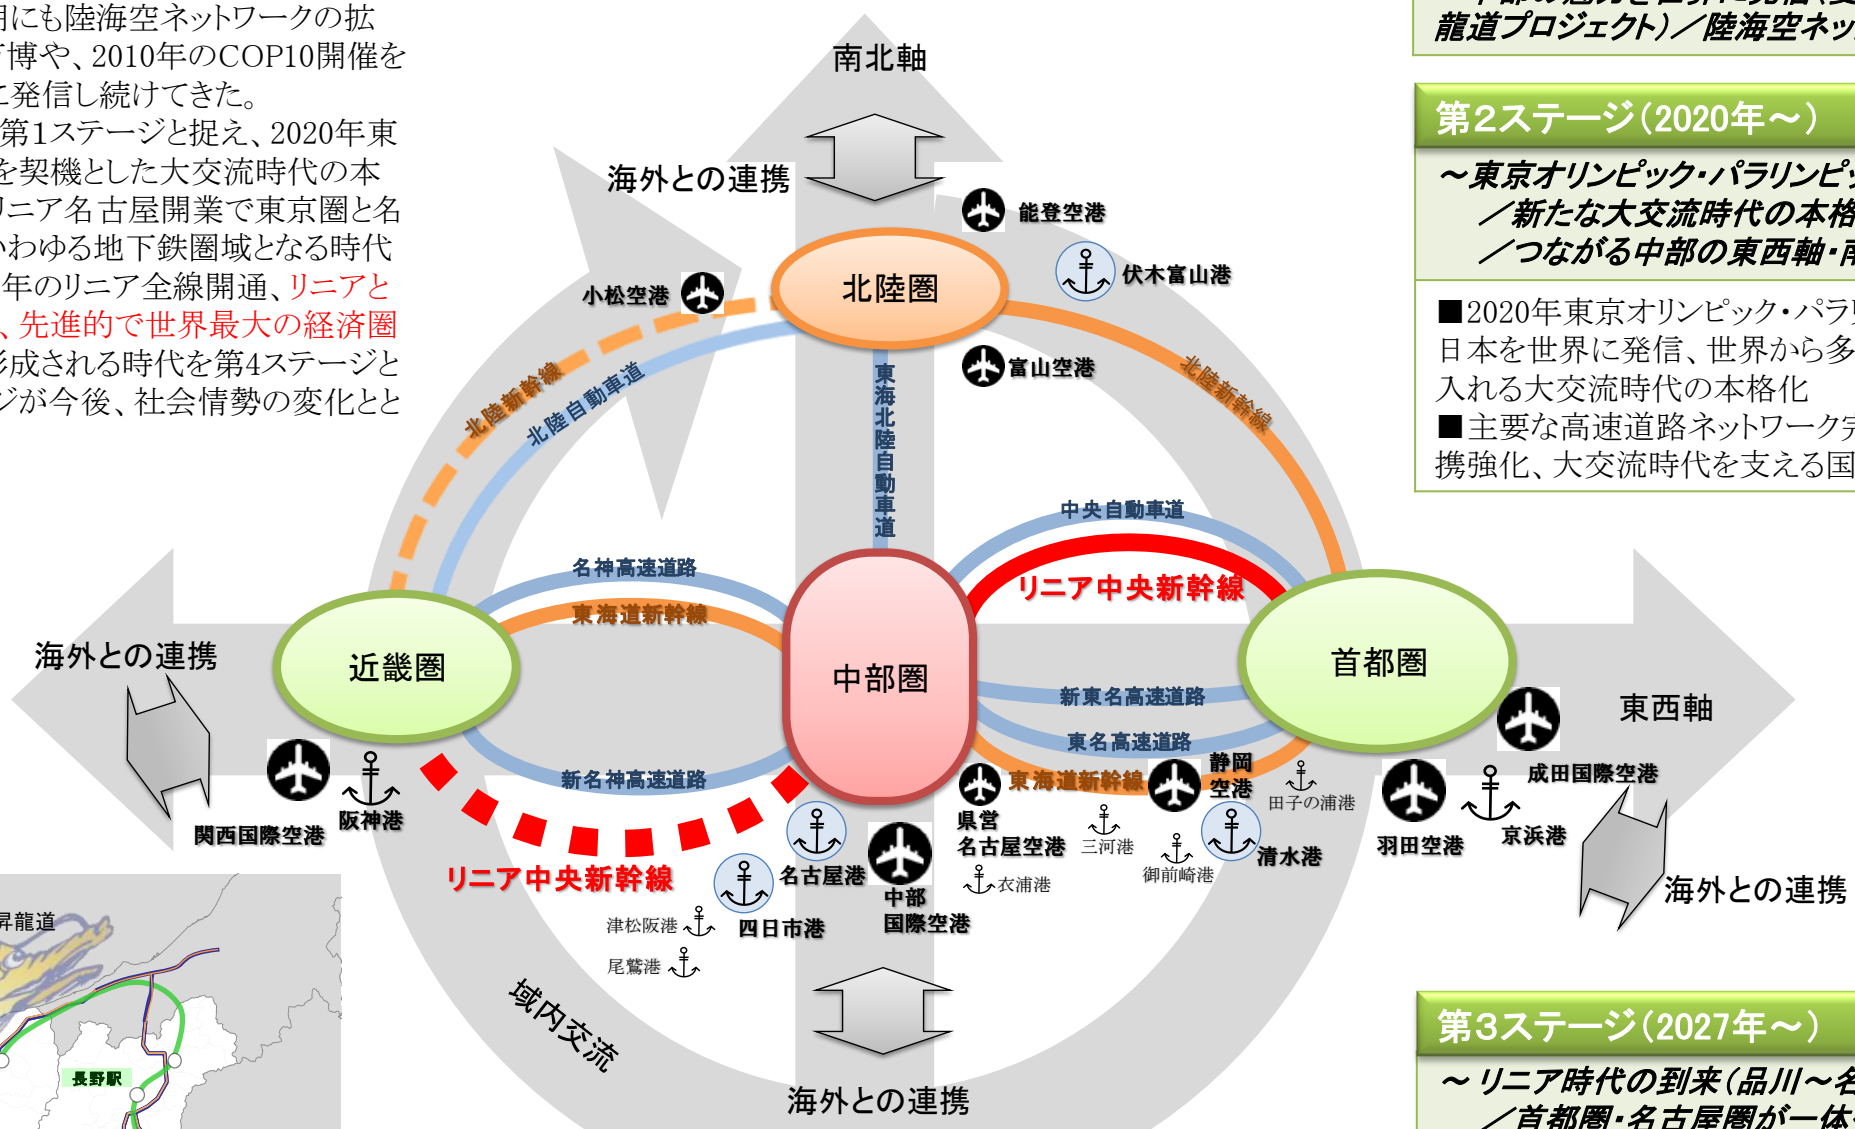 期にも陸海空ネットワークの拡
博や、2010年のCOP10開催を
に発信し続けてきた。
第1ステージと捉え、2020年東
を契機とした大交流時代の本
リニア名古屋開業で東京圏と名
いわゆる地下鉄圏域となる時代
年のリニア全線開通、リニアと
、先進的で世界最大の経済圏
形成される時代を第4ステージと
ジが今後、社会情勢の変化とと
龍道プロジェクト)/陸海空ネッ
第2ステージ(2020年~)
~東京オリンピック・パラリンピッ
/新たな大交流時代の本格
/つながる中部の東西軸・南
■2020年東京オリンピック・パラリ
日本を世界に発信、世界から多
入れる大交流時代の本格化
■主要な高速道路ネットワーク完
携強化、大交流時代を支える国
南北軸
海外との連携
能登空港
伏木富山港
小松空港
北陸圏
富山空港
北陸新幹線
北陸自動車道
東海北陸自動車道
北陸新幹線
中央自動車道
リニア中央新幹線
名神高速道路
東海道新幹線
海外との連携
近畿圏
中部圏
首都圏
東西軸
新東名高速道路
東名高速道路
東海道新幹線
新名神高速道路
リニア中央新幹線
関西国際空港
阪神港
名古屋港
四日市港
津松阪港
尾鷲港
中部
国際空港
県営
名古屋空港
衣浦港
三河港
御前崎港
静岡
空港
清水港
田子の浦港
羽田空港
京浜港
成田国際空港
海外との連携
域内交流
海外との連携
昇龍道
長野駅
第3ステージ(2027年~)
~リニア時代の到来(品川~名
/首都圏・名古屋圏が一体